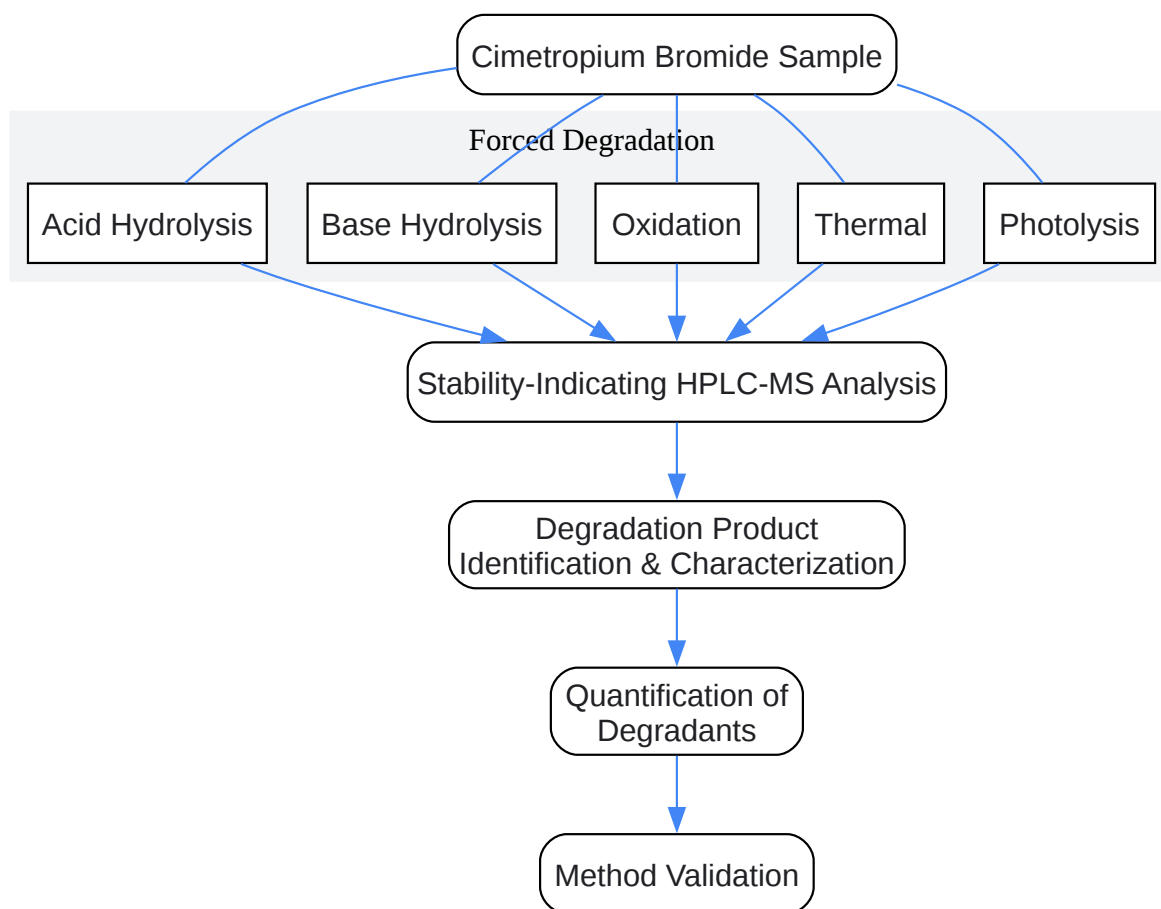 Cimetropium Bromide Sample
Forced Degradation
Acid Hydrolysis
Base Hydrolysis
Oxidation
Thermal
Photolysis
Stability-Indicating HPLC-MS Analysis
Degradation Product
Identification & Characterization
Quantification of
Degradants
Method Validation